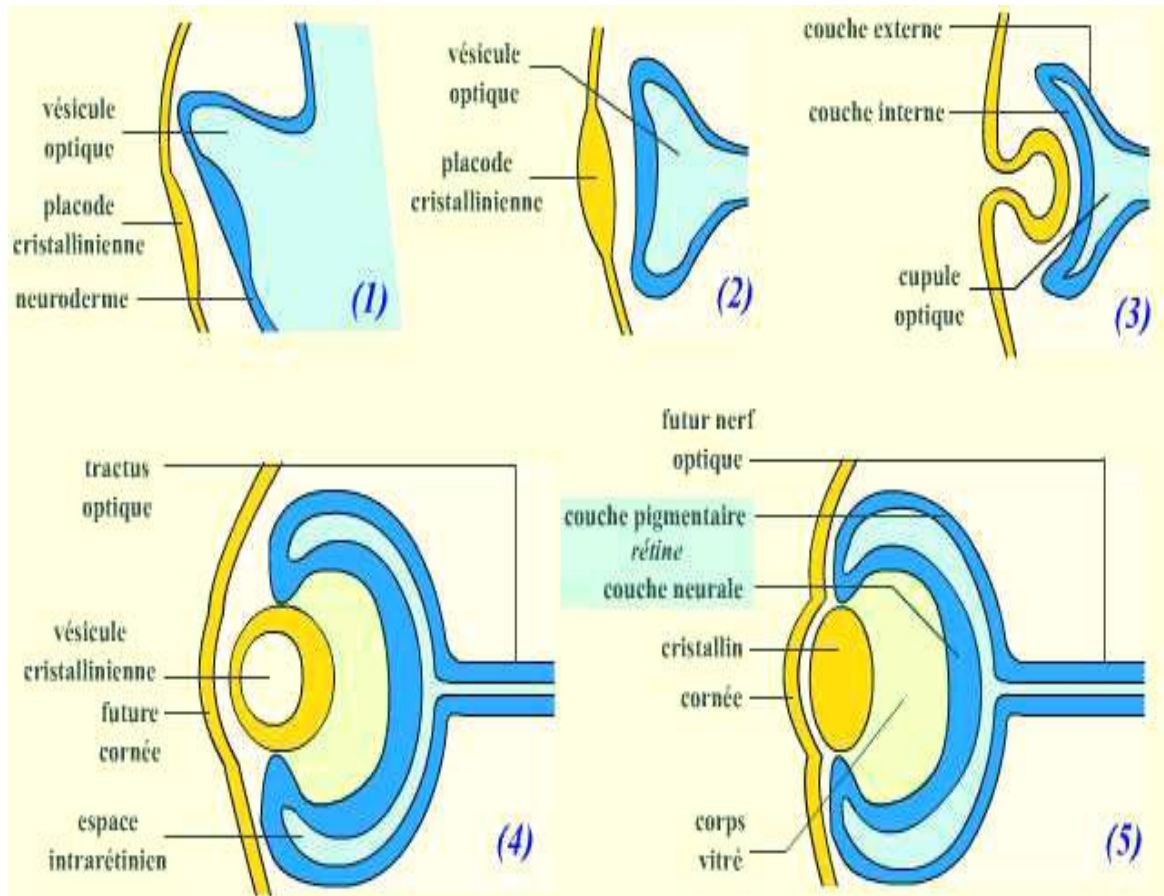 vésicule
optique
placode
cristallinienne
neuroderme
(1)
vésicule
optique
placode
cristallinienne
(2)
couche externe
couche interne
cupule
optique
(3)
tractus
optique
vésicule
cristallinienne
future
cornée
espace
intrarétinien
(4)
futur nerf
optique
couche pigmentaire
rétine
couche neurale
cristallin
cornée
corps
vitré
(5)